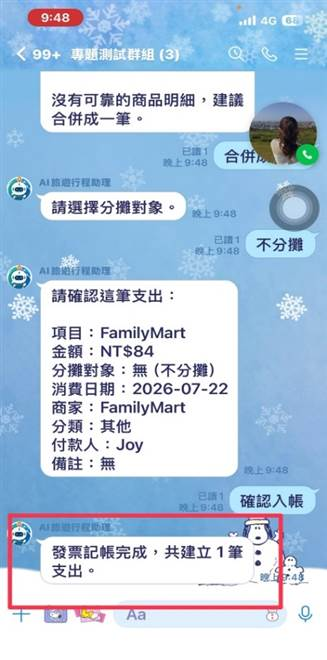 9:48
4G
99+ 專題測試群組 (3)
沒有可靠的商品明細，建議
合併成一筆。
已讀 1
晚上 9:48
合併成
AI 旅遊行程助理
請選擇分攤對象。
晚上 9:48
已讀 1
晚上 9:48
不分攤
AI 旅遊行程助理
請確認這筆支出：
項目：FamilyMart
金額：NT$84
分攤對象：無 (不分攤)
消費日期：2026-07-22
商家：FamilyMart
分類：其他
付款人：Joy
備註：無
晚上 9:48
已讀 1
晚上 9:48
確認入帳
AI 旅遊行程助理
發票記帳完成，共建立 1 筆
支出。
晚上 9:48
Aa